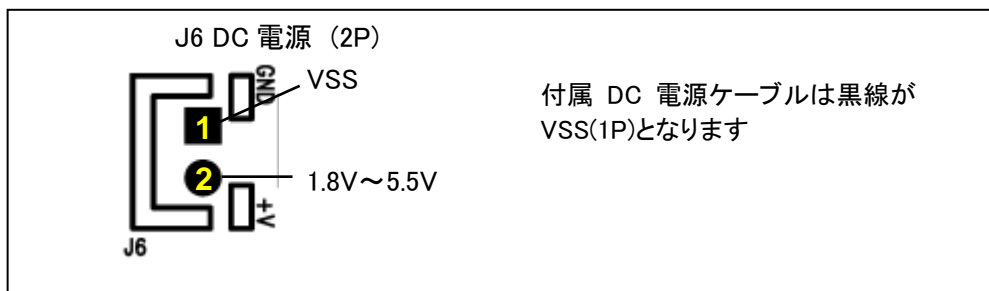 J6 DC 電源 (2P)
GND
VSS
1
付属 DC 電源ケーブルは黒線が
VSS(1P)となります
2
1.8V～5.5V
+V
J6